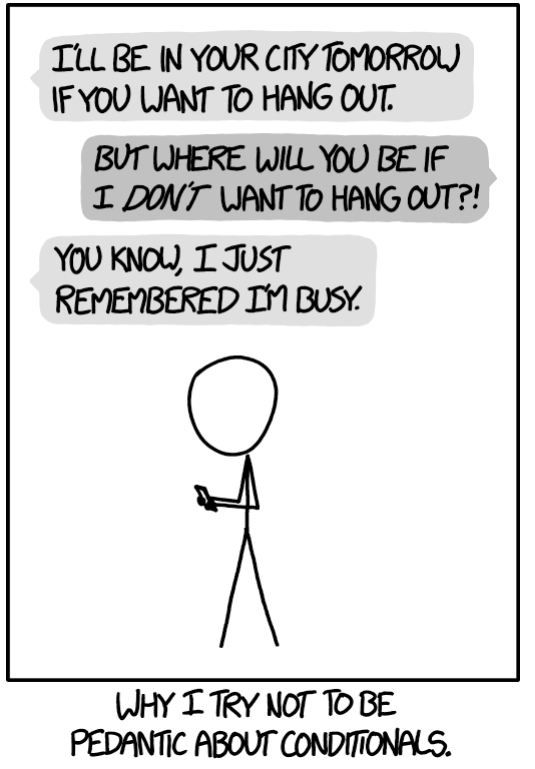 I'LL BE IN YOUR CITY TOMORROW
IF YOU WANT TO HANG OUT.
BUT WHERE WILL YOU BE IF
I DON'T WANT TO HANG OUT?!
YOU KNOW, I JUST
REMEMBERED I'M BUSY.
WHY I TRY NOT TO BE
PEDANTIC ABOUT CONDITIONALS.